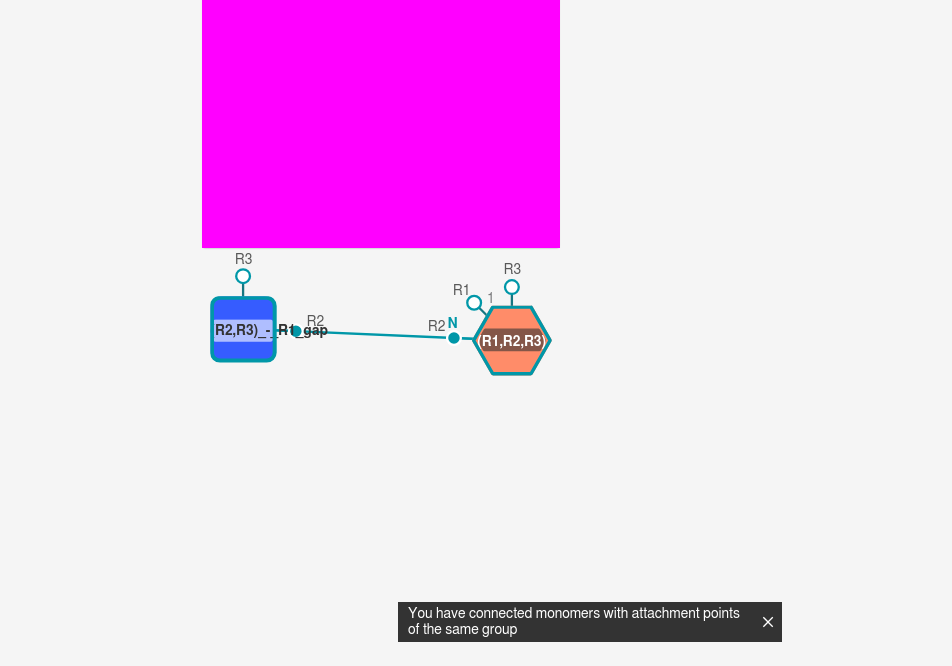 R3
R3
R1
1
R2
R2
N
R2,R3)_-_R1_gap
(R1,R2,R3)
You have connected monomers with attachment points
of the same group